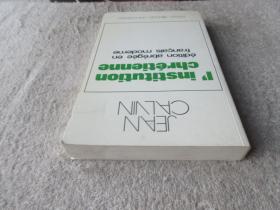 JEAN
CALVIN
l'institution
chrétienne
édition abrégée en
français moderne